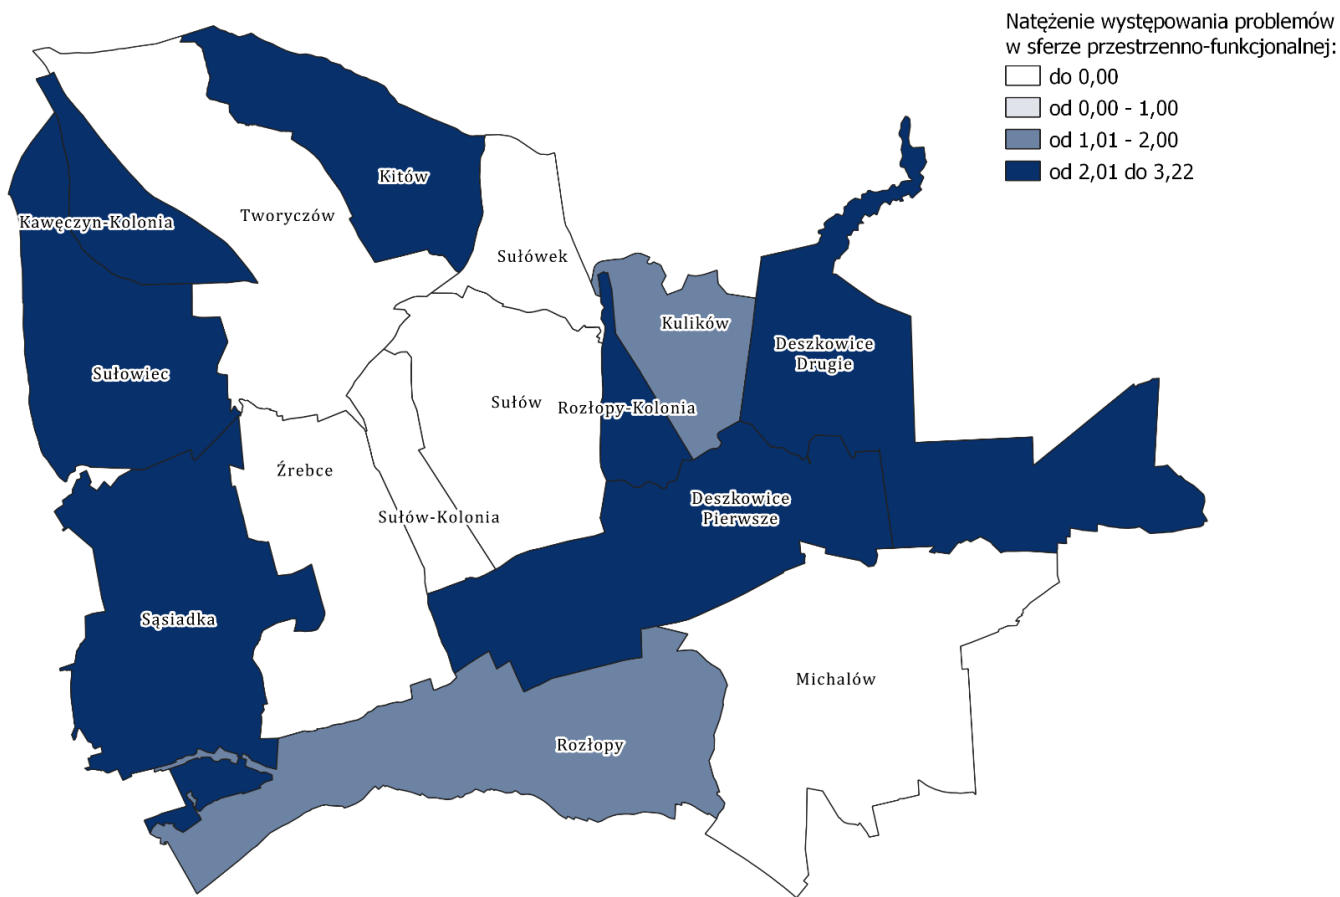 Natężenie występowania problemów
w sferze przestrzenno-funkcjonalnej:
do 0,00
od 0,00 - 1,00
od 1,01 - 2,00
od 2,01 do 3,22
Kitów
Tworyczów
Kawęczyn-Kolonia
Sułówek
Kulików
Deszkowice
Drugie
Sułowiec
Sułów
Rozłopy-Kolonia
Źrebce
Deszkowice
Pierwsze
Sułów-Kolonia
Sąsiadka
Michalów
Rozłopy